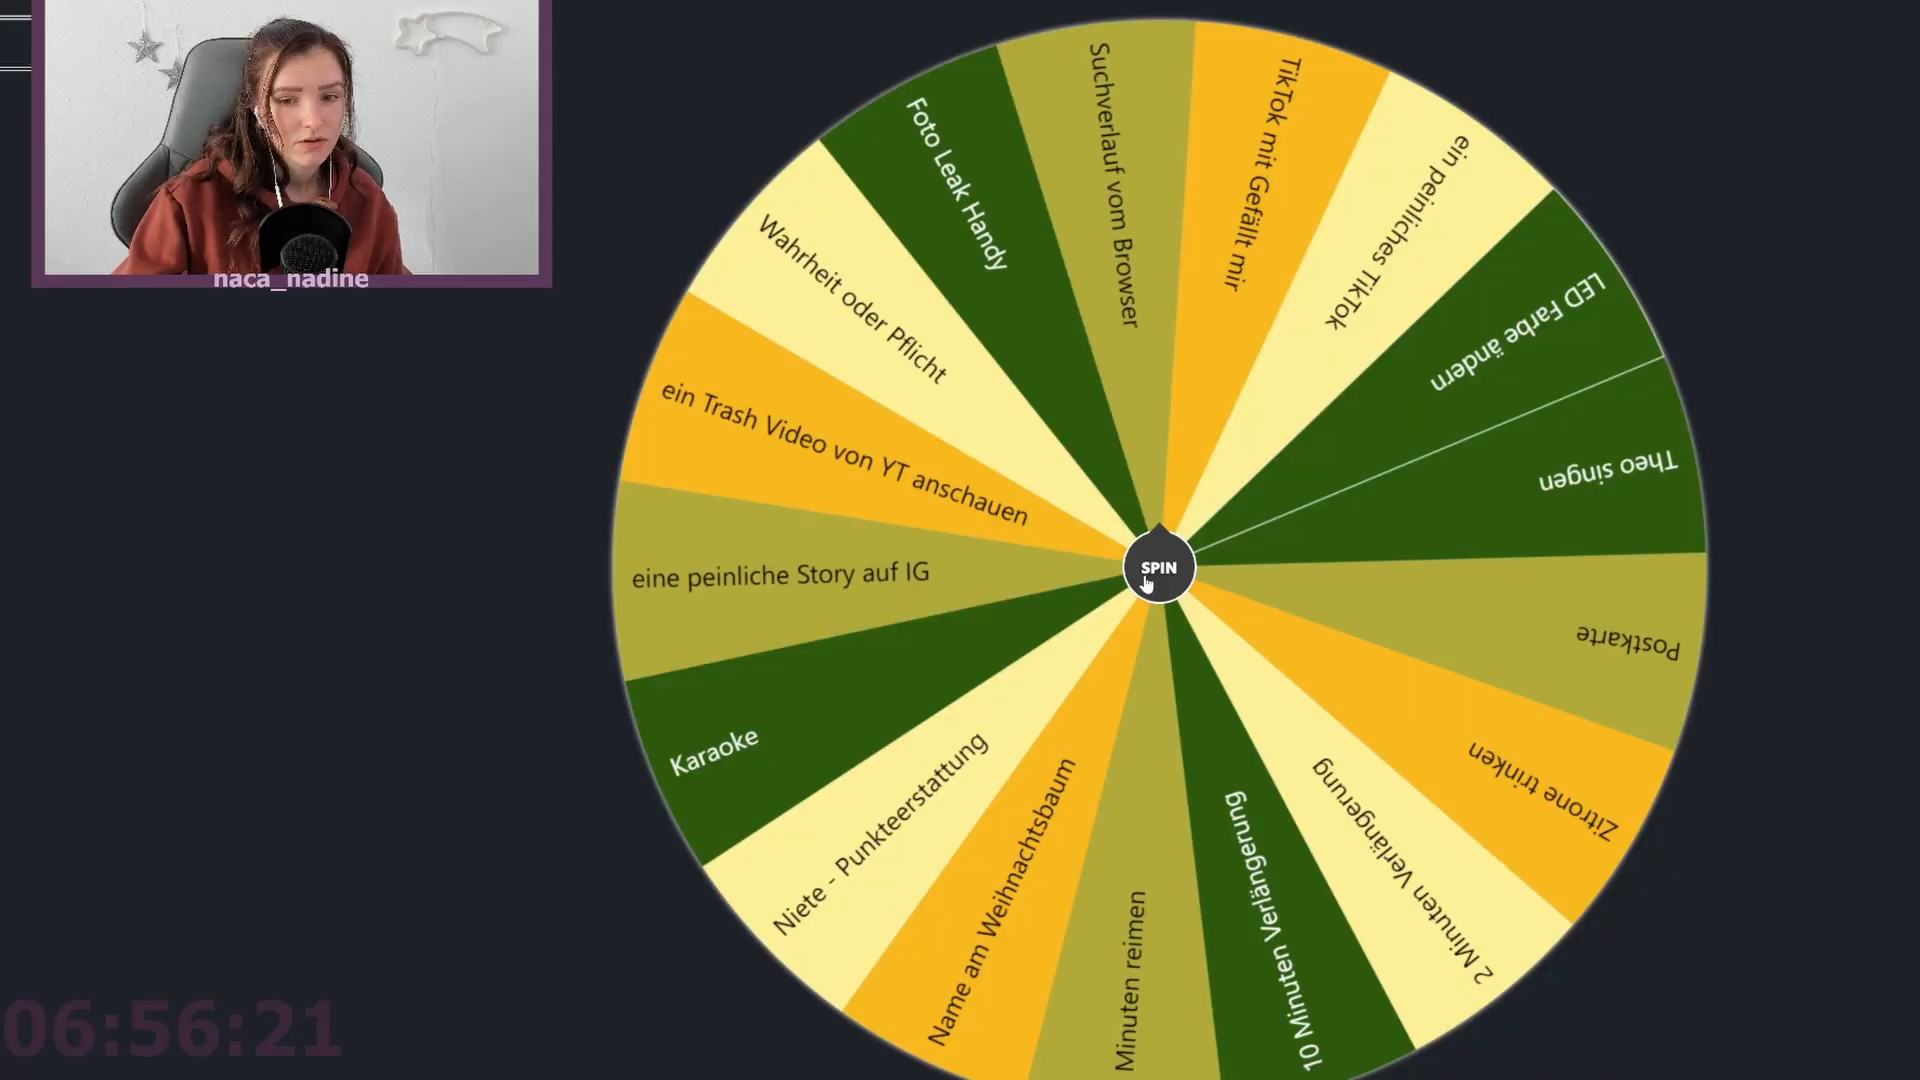 naca_nadine
Suchverlauf vom Browser
TikTok mit Gefällt mir
ein peinliches TikTok
LED Farbe ändern
Theo singen
Postkarte
Zitrone trinken
2 Minuten Verlängerung
10 Minuten Verlängerung
Minuten reimen
Name am Weihnachtsbaum
Niete - Punkteerstattung
Karaoke
eine peinliche Story auf IG
ein Trash Video von YT anschauen
Wahrheit oder Pflicht
Foto Leak Handy
SPIN
06:56:21